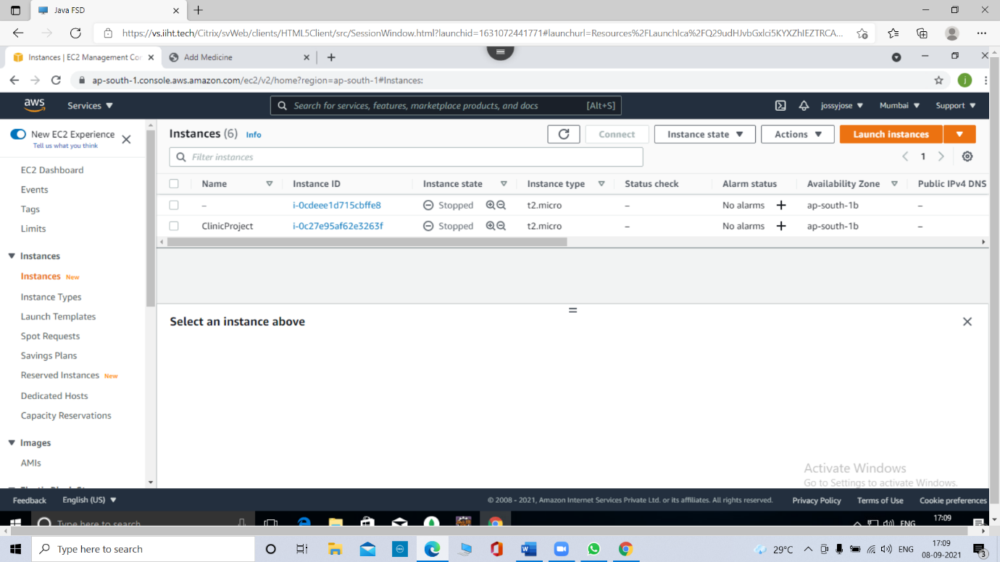 Java FSD
https://vs.iiht.tech/Citrix/svWeb/clients/HTML5Client/src/SessionWindow.html?launchid=1631072441771#launchurl=Resources%2FLaunchIca%2FQ29udHJvbGxlci5KYXZhIEZTRCA...
Instances | EC2 Management Con
Add Medicine
ap-south-1.console.aws.amazon.com/ec2/v2/home?region=ap-south-1#Instances:
j
aws Services Search for services, features, marketplace products, and docs [Alt+S] jossyjose Mumbai Support
New EC2 Experience
Tell us what you think
EC2 Dashboard
Events
Tags
Limits
Instances
Instances New
Instance Types
Launch Templates
Spot Requests
Savings Plans
Reserved Instances New
Dedicated Hosts
Capacity Reservations
Images
AMIs
Instances (6) Info
Connect Instance state Actions Launch instances
Filter instances
1
Name Instance ID Instance state Instance type Status check Alarm status Availability Zone Public IPv4 DNS
– i-0cdeee1d715cbffe8 Stopped t2.micro – No alarms + ap-south-1b –
ClinicProject i-0c27e95af62e3263f Stopped t2.micro – No alarms + ap-south-1b –
Select an instance above
Activate Windows
Go to Settings to activate Windows.
Feedback English (US) © 2008 - 2021, Amazon Internet Services Private Ltd. or its affiliates. All rights reserved. Privacy Policy Terms of Use Cookie preferences
Type here to search ENG 17:09
Type here to search 29°C ENG 17:09
08-09-2021 3